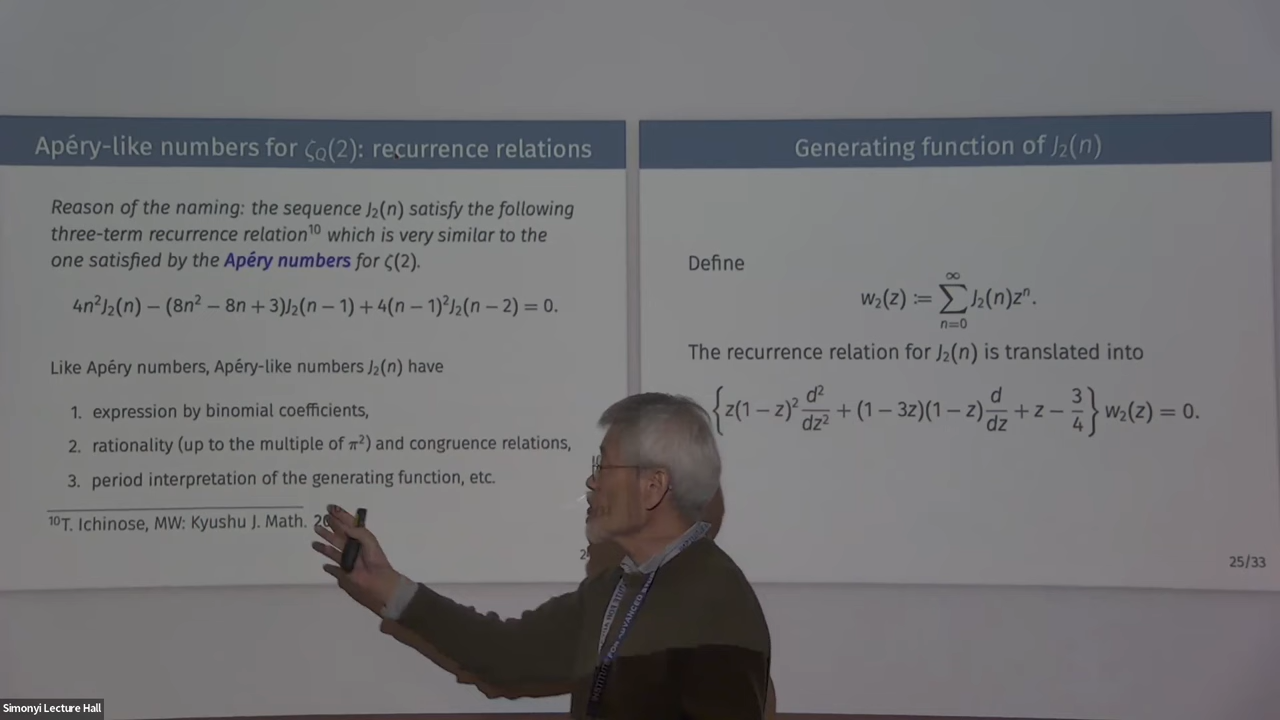 Apéry-like numbers for ζ_Q(2): recurrence relations
Reason of the naming: the sequence J₂(n) satisfy the following
three-term recurrence relation¹⁰ which is very similar to the
one satisfied by the Apéry numbers for ζ(2).
4n²J₂(n) − (8n² − 8n + 3)J₂(n − 1) + 4(n − 1)²J₂(n − 2) = 0.
Like Apéry numbers, Apéry-like numbers J₂(n) have
1. expression by binomial coefficients,
2. rationality (up to the multiple of π²) and congruence relations,
3. period interpretation of the generating function, etc.
¹⁰T. Ichinose, MW: Kyushu J. Math.
Generating function of J₂(n)
Define
w₂(z) := ∑_{n=0}^{∞} J₂(n)zⁿ.
The recurrence relation for J₂(n) is translated into
{z(1 − z)² d²/dz² + (1 − 3z)(1 − z) d/dz + z − 3/4} w₂(z) = 0.
25/33
FOR ADVANCED
Simonyi Lecture Hall